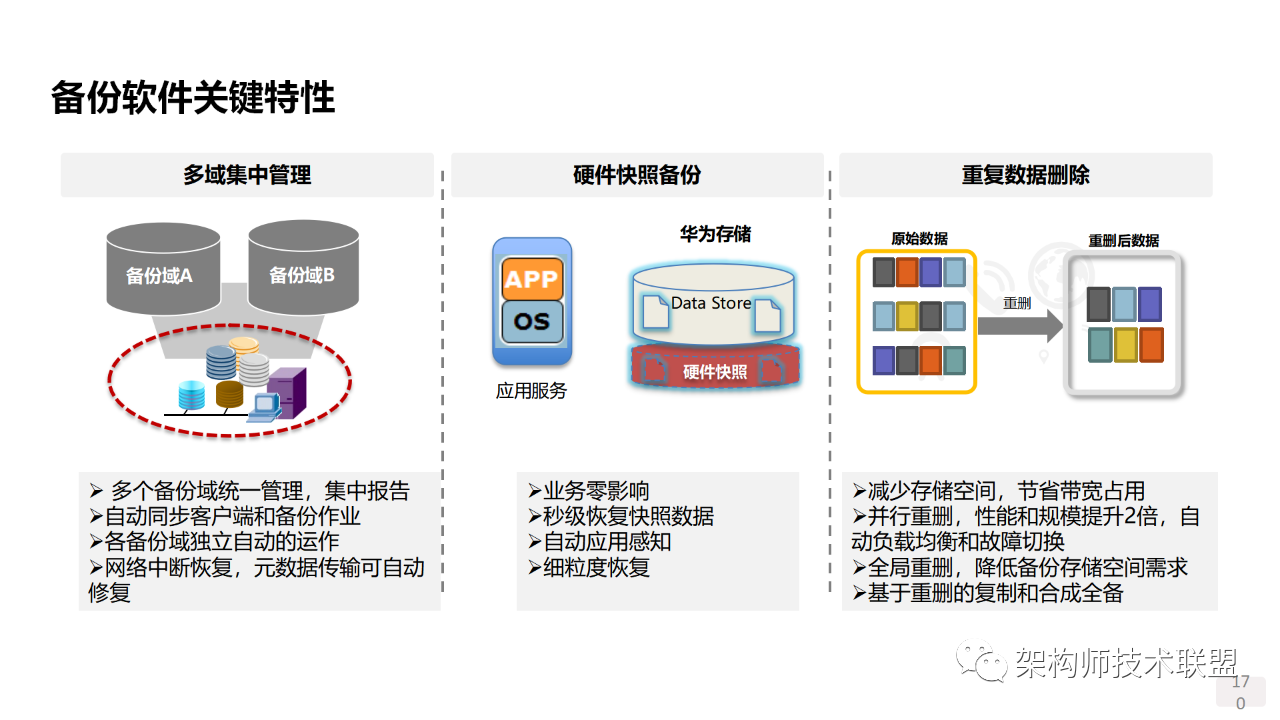 备份软件关键特性
多域集中管理
备份域A
备份域B
➢ 多个备份域统一管理，集中报告
➢自动同步客户端和备份作业
➢各备份域独立自动的运作
➢网络中断恢复，元数据传输可自动
修复
硬件快照备份
APP
OS
应用服务
华为存储
Data Store
硬件快照
➢业务零影响
➢秒级恢复快照数据
➢自动应用感知
➢细粒度恢复
重复数据删除
原始数据
重删
重删后数据
➢减少存储空间，节省带宽占用
➢并行重删，性能和规模提升2倍，自
动负载均衡和故障切换
➢全局重删，降低备份存储空间需求
➢基于重删的复制和合成全备
架构师技术联盟
17
0